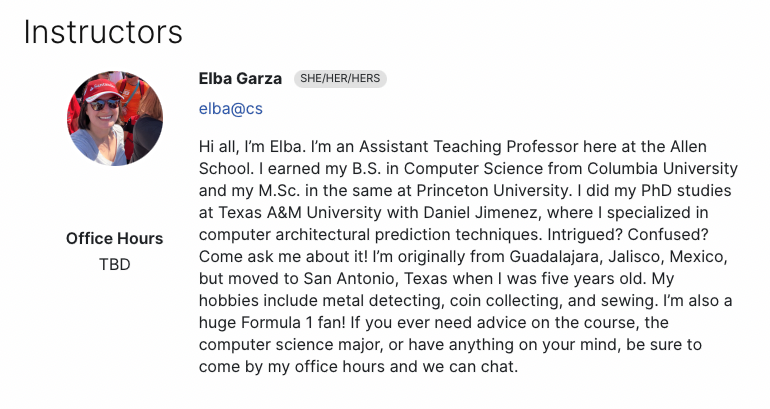 Instructors
Elba Garza SHE/HER/HERS
elba@cs
Hi all, I’m Elba. I’m an Assistant Teaching Professor here at the Allen
School. I earned my B.S. in Computer Science from Columbia University
and my M.Sc. in the same at Princeton University. I did my PhD studies
at Texas A&M University with Daniel Jimenez, where I specialized in
computer architectural prediction techniques. Intrigued? Confused?
Come ask me about it! I’m originally from Guadalajara, Jalisco, Mexico,
but moved to San Antonio, Texas when I was five years old. My
hobbies include metal detecting, coin collecting, and sewing. I’m also a
huge Formula 1 fan! If you ever need advice on the course, the
computer science major, or have anything on your mind, be sure to
come by my office hours and we can chat.
Office Hours
TBD